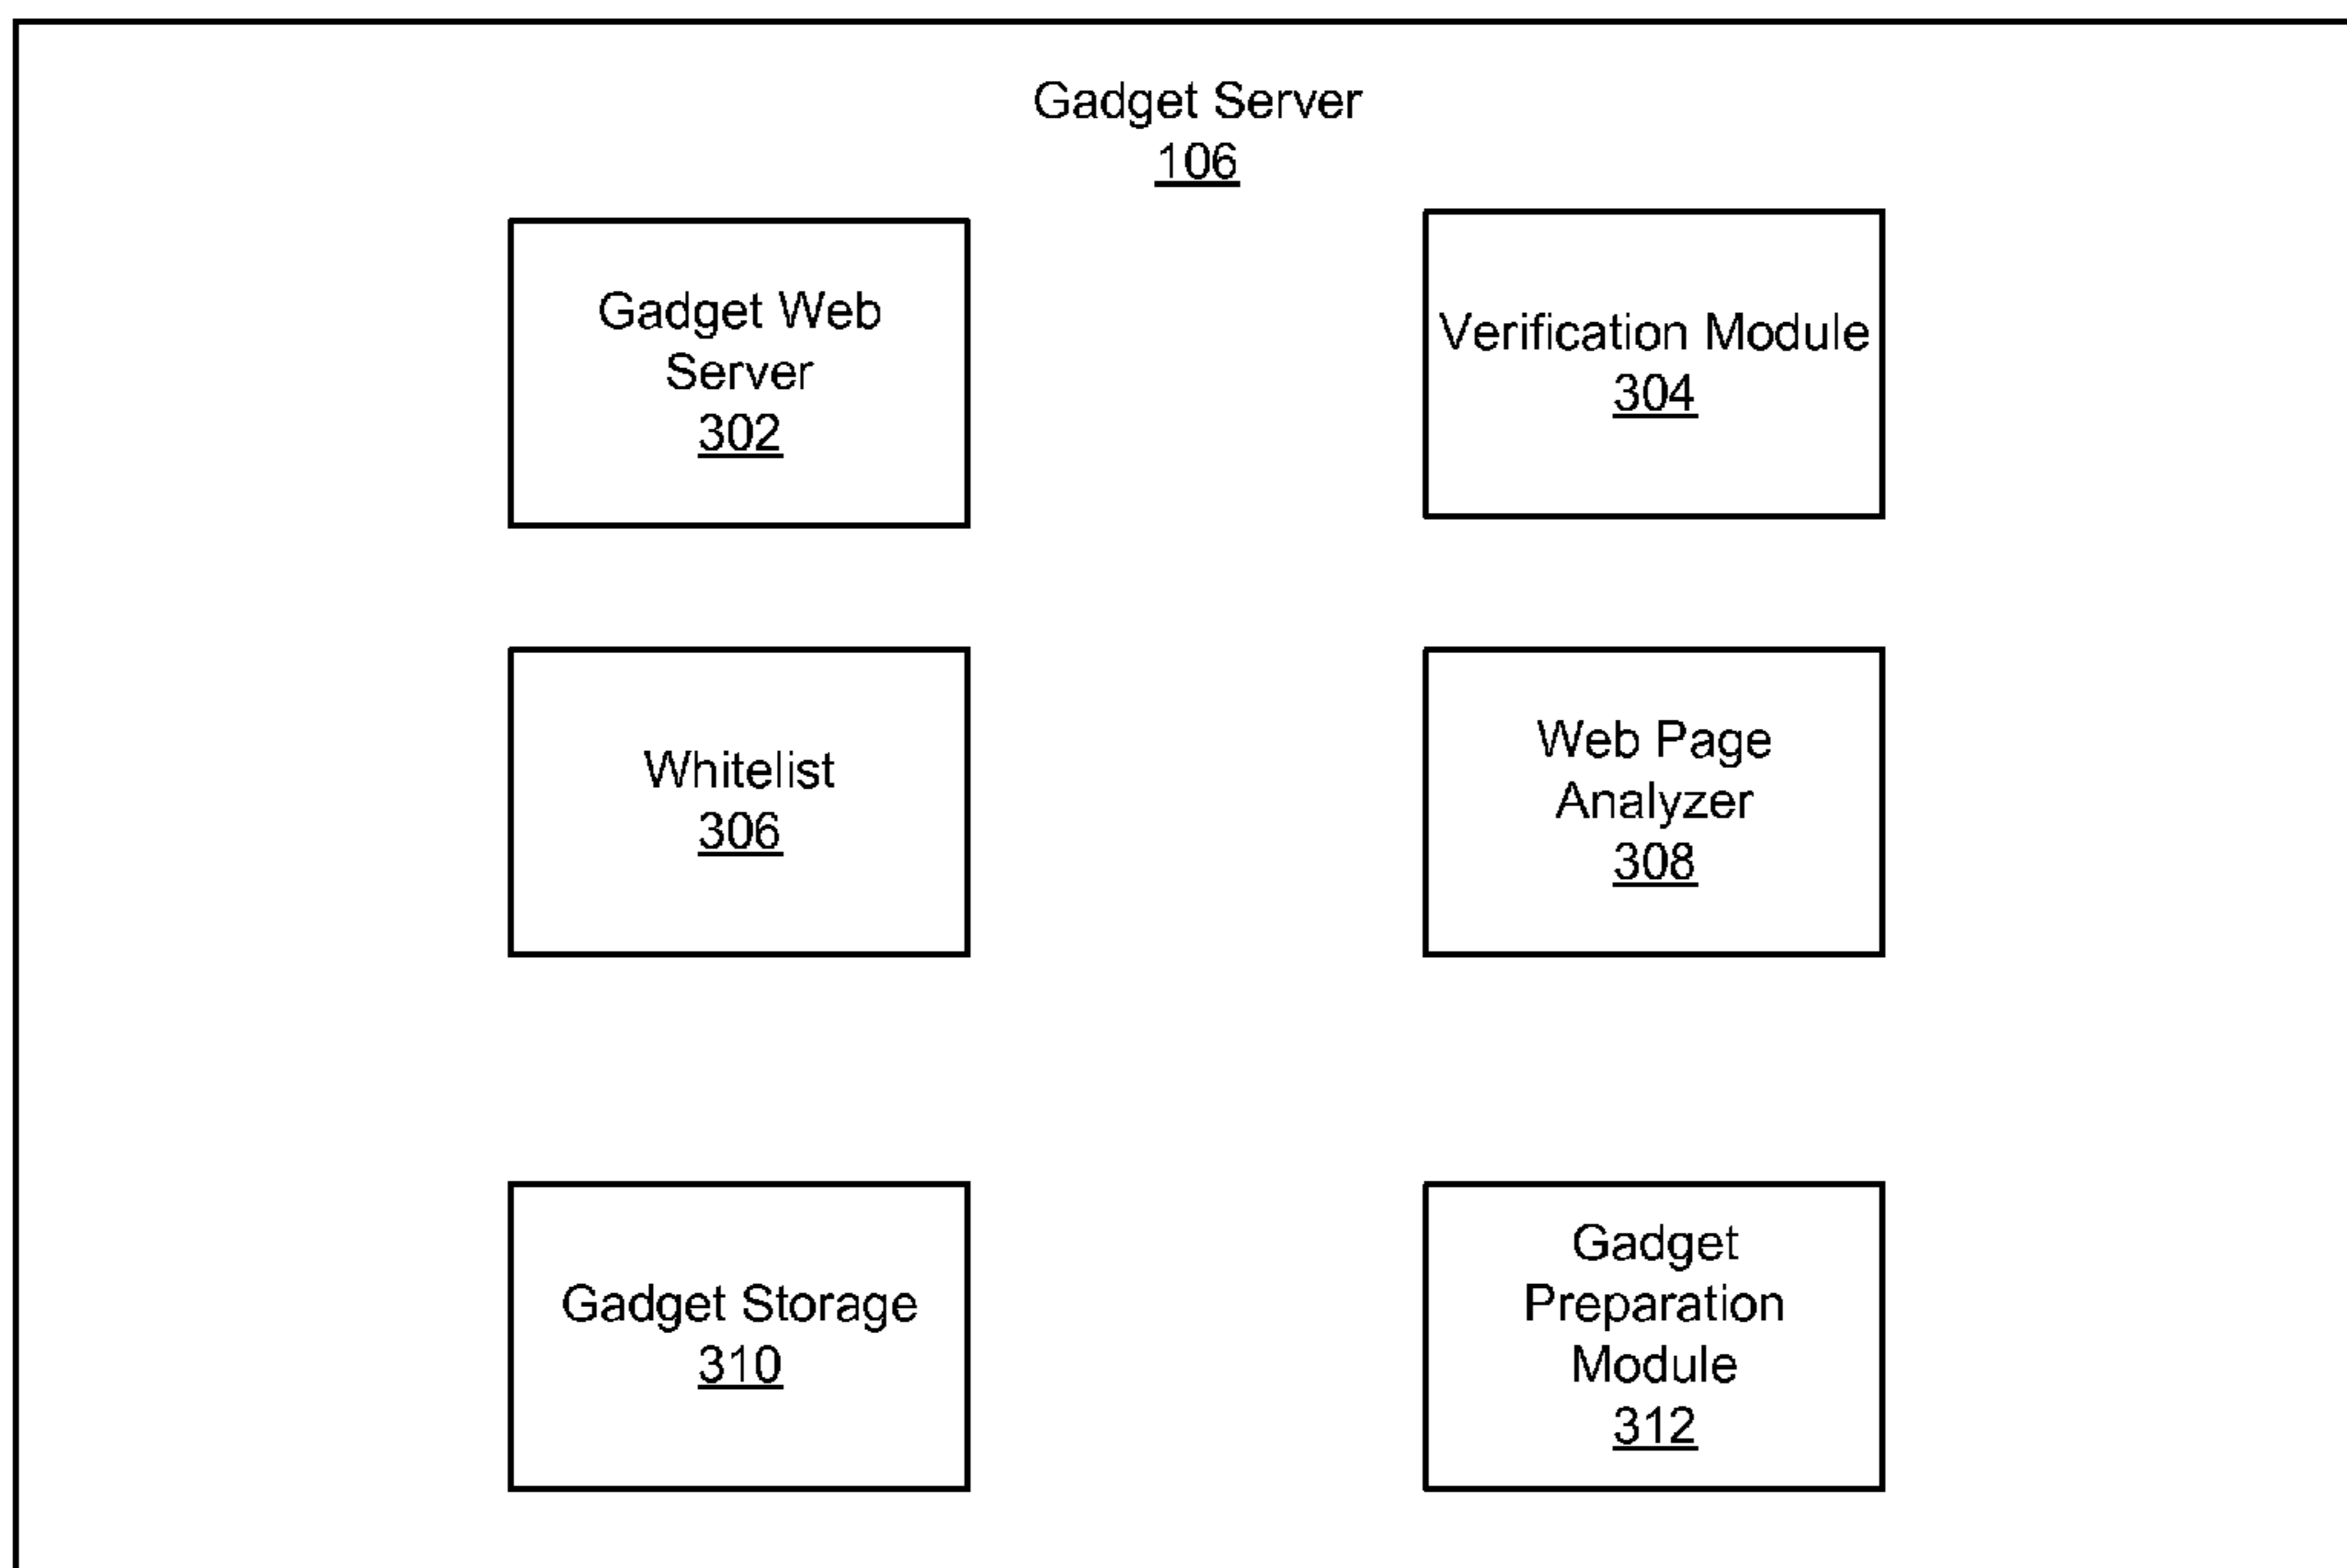 Gadget Server
106
Gadget Web
Server
302
Verification Module
304
Whitelist
306
Web Page
Analyzer
308
Gadget Storage
310
Gadget
Preparation
Module
312